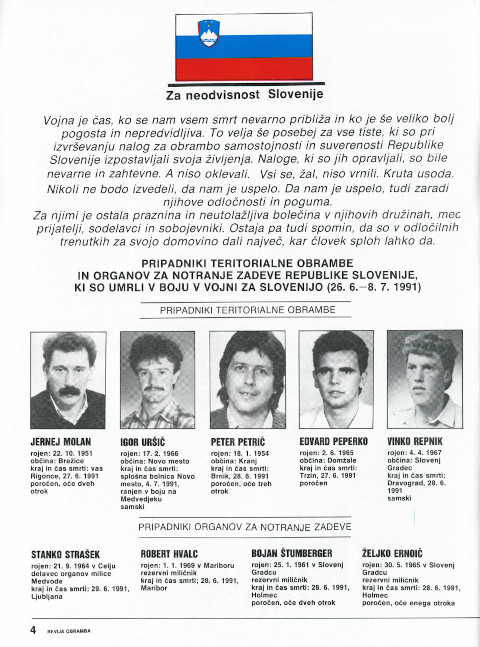 Za neodvisnost Slovenije
Vojna je čas, ko se nam vsem smrt nevarno približa in ko je še veliko bolj
pogosta in nepredvidljiva. To velja še posebej za vse tiste, ki so pri
izvrševanju nalog za obrambo samostojnosti in suverenosti Republike
Slovenije izpostavljali svoja življenja. Naloge, ki so jih opravljali, so bile
nevarne in zahtevne. A niso oklevali. Vsi se, žal, niso vrnili. Kruta usoda.
Nikoli ne bodo izvedeli, da nam je uspelo. Da nam je uspelo, tudi zaradi
njihove odločnosti in poguma.
Za njimi je ostala praznina in neutolažljiva bolečina v njihovih družinah, med
prijatelji, sodelavci in sobojevniki. Ostaja pa tudi spomin, da so v odločilnih
trenutkih za svojo domovino dali največ, kar človek sploh lahko da.
PRIPADNIKI TERITORIALNE OBRAMBE
IN ORGANOV ZA NOTRANJE ZADEVE REPUBLIKE SLOVENIJE,
KI SO UMRLI V BOJU V VOJNI ZA SLOVENIJO (26. 6.—8. 7. 1991)
PRIPADNIKI TERITORIALNE OBRAMBE
JERNEJ MOLAN
rojen: 22. 10. 1951
občina: Brežice
kraj in čas smrti: vas
Rigonce, 27. 6. 1991
poročen, oče dveh
otrok
IGOR URŠIČ
rojen: 17. 2. 1966
občina: Novo mesto
kraj in čas smrti:
splošna bolnica Novo
mesto, 4. 7. 1991,
ranjen v boju na
Medvedjeku
samski
PETER PETRIČ
rojen: 18. 1. 1954
občina: Kranj
kraj in čas smrti:
Brnik, 28. 6. 1991
poročen, oče treh
otrok
EDVARD PEPERKO
rojen: 2. 6. 1965
občina: Domžale
kraj in čas smrti:
Trzin, 27. 6. 1991
poročen
VINKO REPNIK
rojen: 4. 4. 1967
občina: Slovenj
Gradec
kraj in čas smrti;
Dravograd, 28. 6.
1991
samski
PRIPADNIKI ORGANOV ZA NOTRANJE ZADEVE
STANKO STRAŠEK
rojen: 21. 9. 1964 v Celju
delavec organov milice
Medvode
kraj in čas smrti: 29. 6. 1991,
Ljubljana
ROBERT HVALC
rojen: 1. 1. 1969 v Mariboru
rezervni miličnik
kraj in čas smrti; 28. 6. 1991,
Maribor
BOJAN ŠTUMBERGER
rojen: 25. 1. 1961 v Slovenj
Gradcu
rezervni miličnik
kraj in čas smrti: 28. 6. 1991,
Holmec
poročen, oče dveh otrok
ŽELJKO ERNOIČ
rojen: 30. 5. 1965 v Slovenj
Gradcu
rezervni miličnik
kraj in čas smrti: 28. 6. 1991,
Holmec
poročen, oče enega otroka
4 REVIJA OBRAMBA